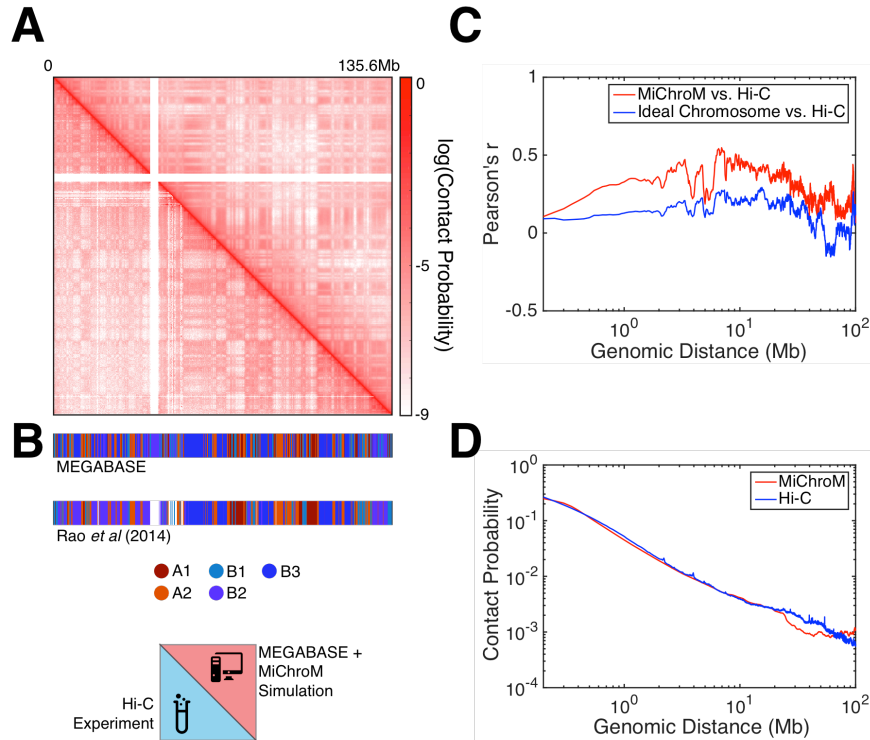 A
0
135.6Mb
0
-5
-9
log(Contact Probability)
B
MEGABASE
Rao et al (2014)
A1
B1
B3
A2
B2
MEGABASE +
MiChroM
Simulation
Hi-C
Experiment
C
1
0.5
0
-0.5
Pearson's r
MiChroM vs. Hi-C
Ideal Chromosome vs. Hi-C
10^0
10^1
10^2
Genomic Distance (Mb)
D
10^0
10^-1
10^-2
10^-3
10^-4
Contact Probability
MiChroM
Hi-C
10^0
10^1
10^2
Genomic Distance (Mb)